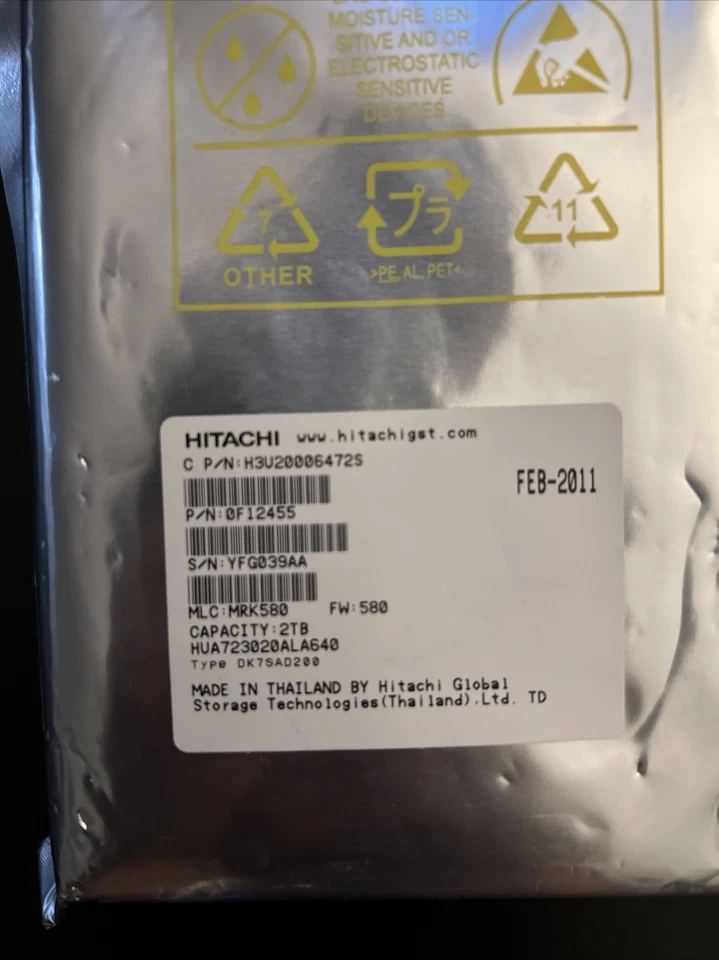 MOISTURE SEN-
SITIVE AND OR
ELECTROSTATIC
SENSITIVE
DEVICES
7
OTHER
プラ
>PE, AL, PET<
11
HITACHI www.hitachigst.com
C P/N:H3U20006472S
FEB-2011
P/N:0F12455
S/N:YFG039AA
MLC:MRK580 FW:580
CAPACITY:2TB
HUA723020ALA640
Type DK7SAD200
MADE IN THAILAND BY Hitachi Global
Storage Technologies(Thailand),Ltd. TD